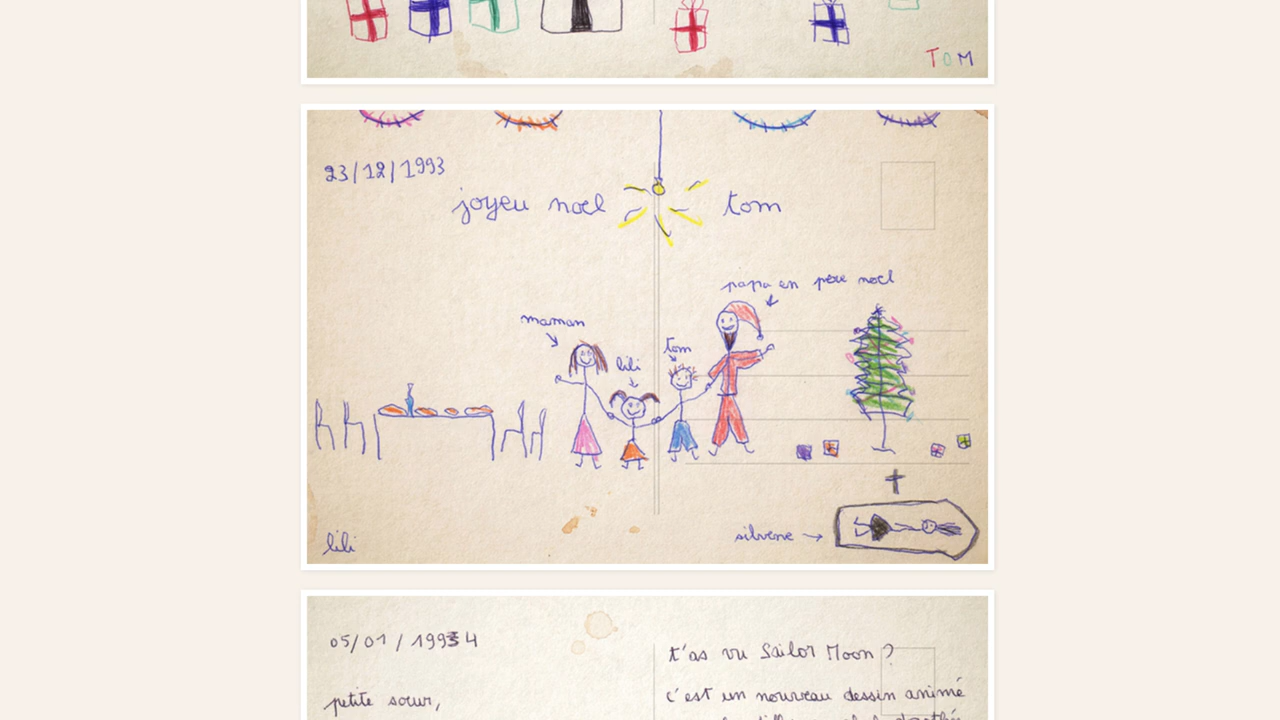 TOM
23/12/1993
joyeu noel tom
papa en père noel
maman
lili
tom
silvene →
lili
05/01/1994
t'as vu Sailor Moon ?
petite sœur,
c'est un nouveau dessin animé